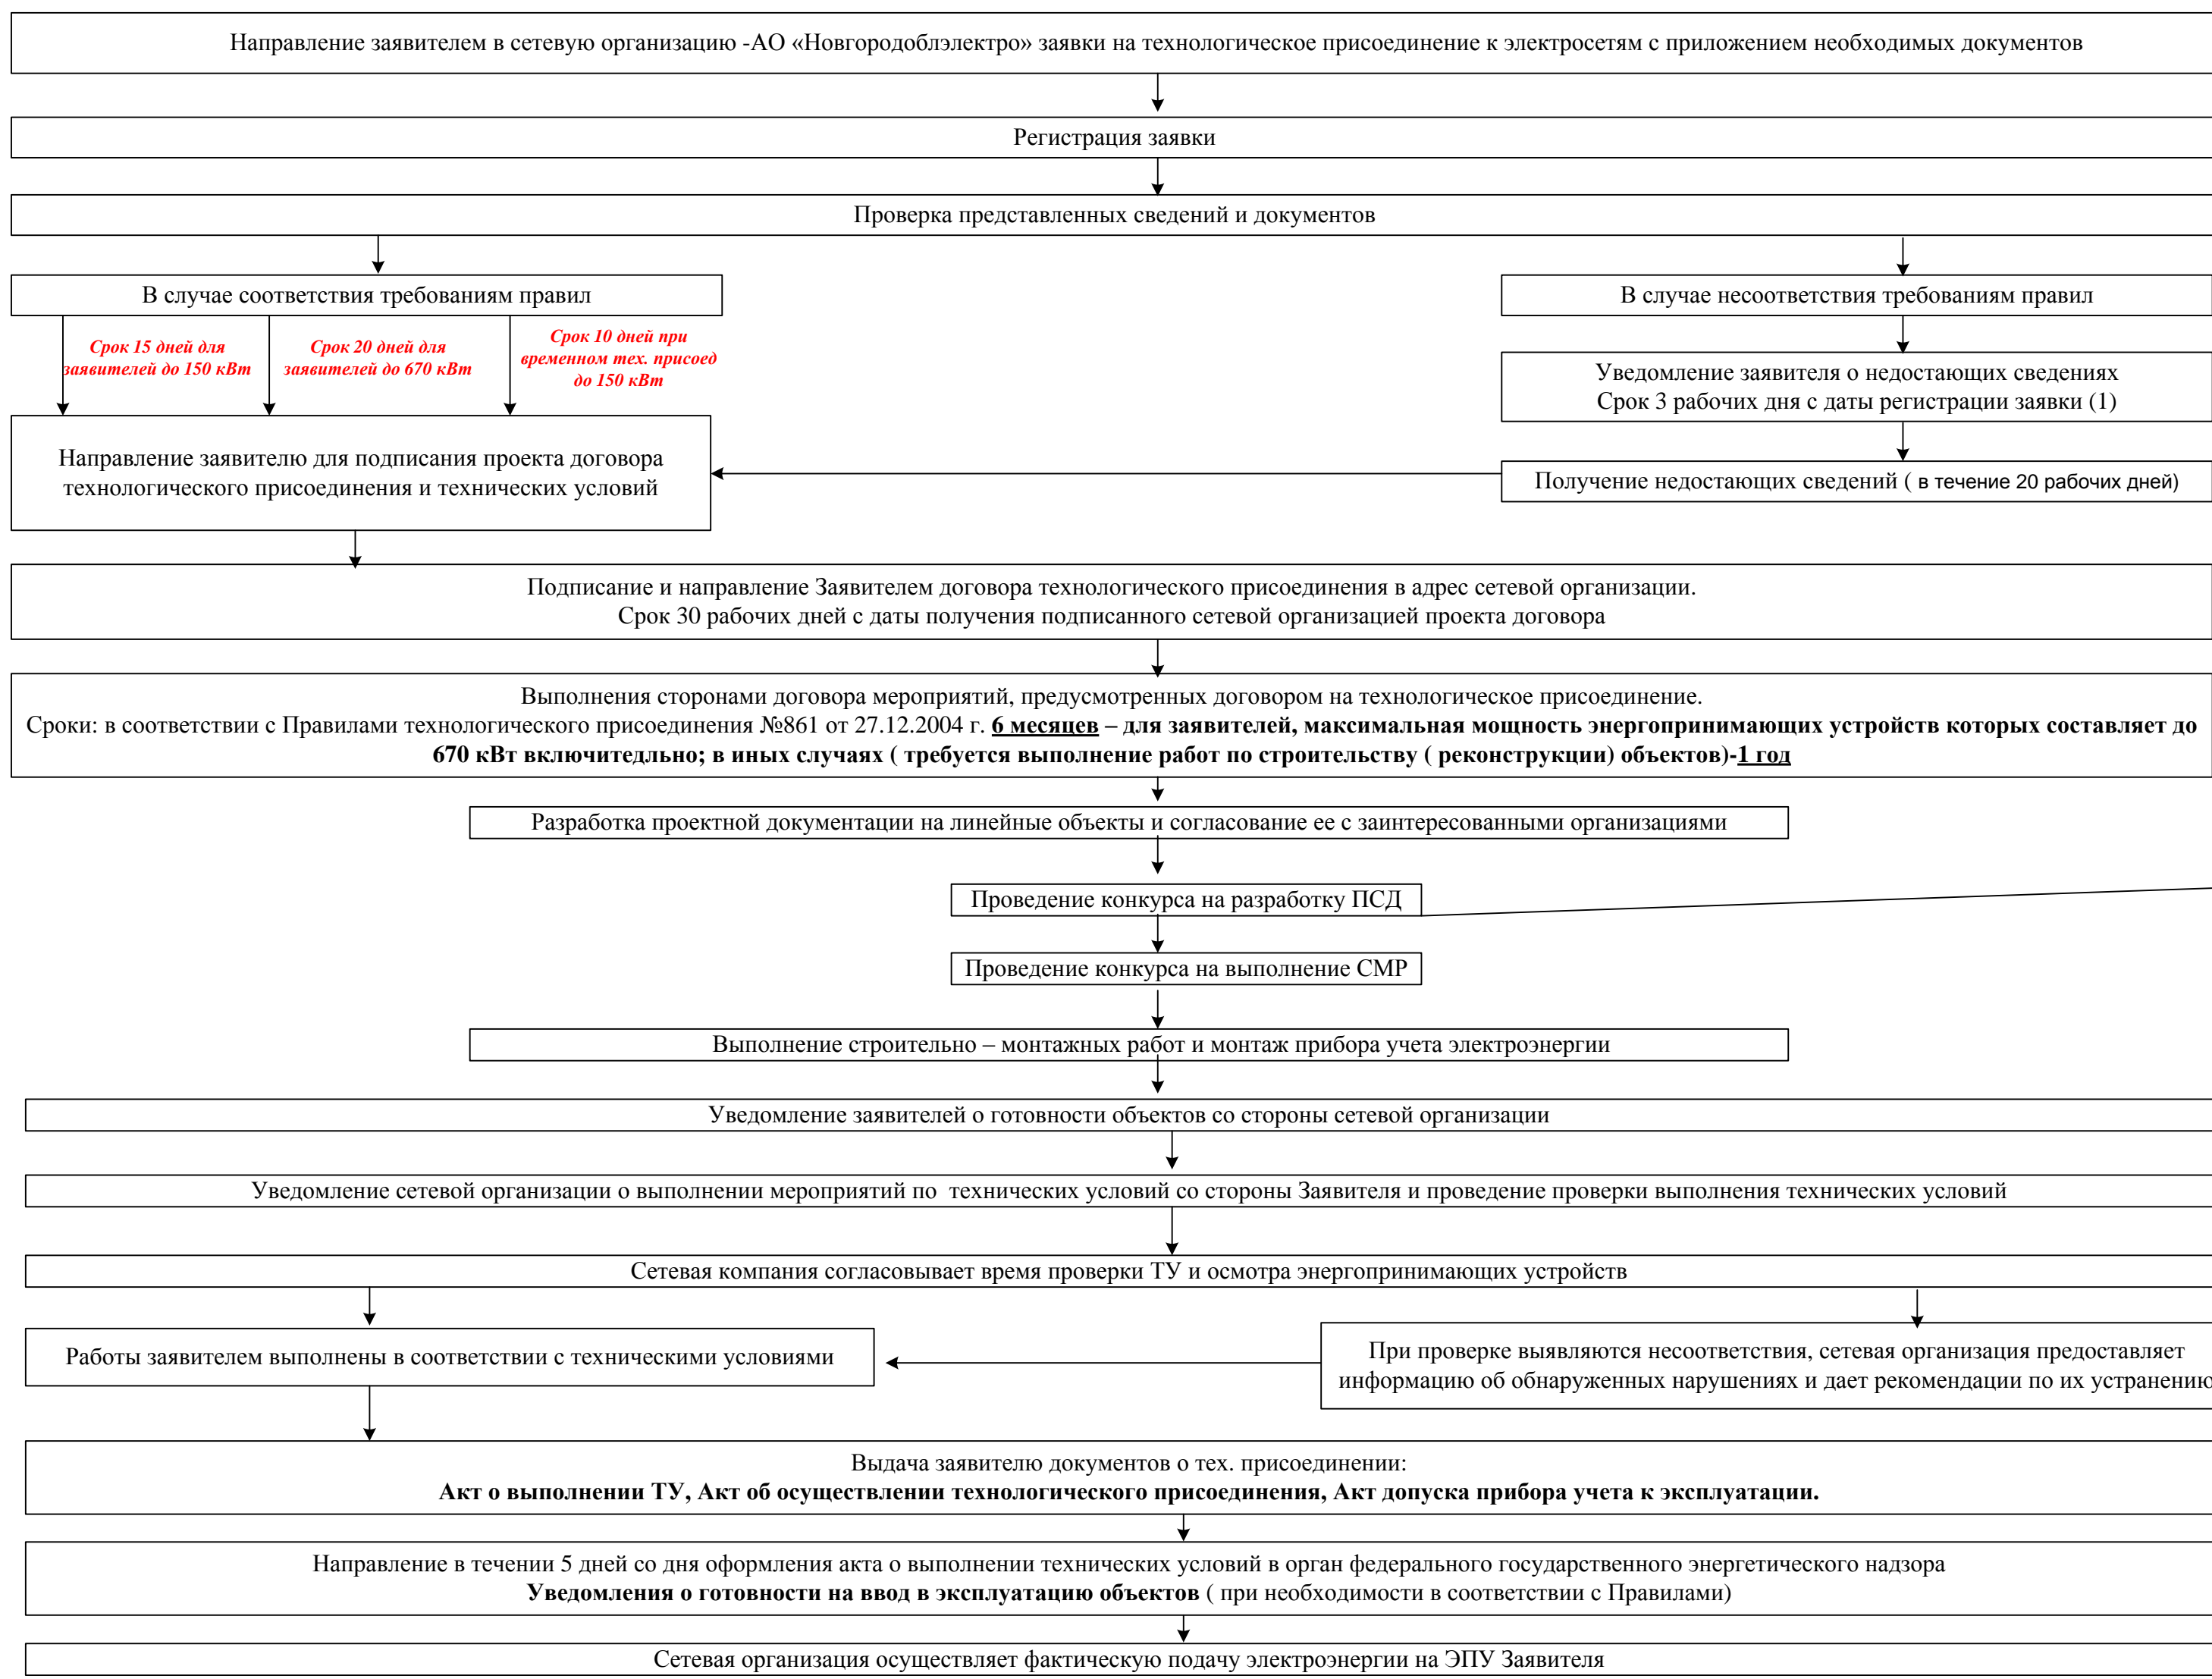 Направление заявителем в сетевую организацию -АО «Новгородоблэлектро» заявки на технологическое присоединение к электросетям с приложением необходимых документов
Регистрация заявки
Проверка представленных сведений и документов
В случае соответствия требованиям правил
В случае несоответствия требованиям правил
Срок 15 дней для
заявителей до 150 кВт
Срок 20 дней для
заявителей до 670 кВт
Срок 10 дней при
временном тех. присоед
до 150 кВт
Уведомление заявителя о недостающих сведениях
Срок 3 рабочих дня с даты регистрации заявки (1)
Направление заявителю для подписания проекта договора
технологического присоединения и технических условий
Получение недостающих сведений ( в течение 20 рабочих дней)
Подписание и направление Заявителем договора технологического присоединения в адрес сетевой организации.
Срок 30 рабочих дней с даты получения подписанного сетевой организацией проекта договора
Выполнения сторонами договора мероприятий, предусмотренных договором на технологическое присоединение.
Сроки: в соответствии с Правилами технологического присоединения №861 от 27.12.2004 г. 6 месяцев – для заявителей, максимальная мощность энергопринимающих устройств которых составляет до
670 кВт включитедльно; в иных случаях ( требуется выполнение работ по строительству ( реконструкции) объектов)-1 год
Разработка проектной документации на линейные объекты и согласование ее с заинтересованными организациями
Проведение конкурса на разработку ПСД
Проведение конкурса на выполнение СМР
Выполнение строительно – монтажных работ и монтаж прибора учета электроэнергии
Уведомление заявителей о готовности объектов со стороны сетевой организации
Уведомление сетевой организации о выполнении мероприятий по  технических условий со стороны Заявителя и проведение проверки выполнения технических условий
Сетевая компания согласовывает время проверки ТУ и осмотра энергопринимающих устройств
Работы заявителем выполнены в соответствии с техническими условиями
При проверке выявляются несоответствия, сетевая организация предоставляет
информацию об обнаруженных нарушениях и дает рекомендации по их устранению
Выдача заявителю документов о тех. присоединении:
Акт о выполнении ТУ, Акт об осуществлении технологического присоединения, Акт допуска прибора учета к эксплуатации.
Направление в течении 5 дней со дня оформления акта о выполнении технических условий в орган федерального государственного энергетического надзора
Уведомления о готовности на ввод в эксплуатацию объектов ( при необходимости в соответствии с Правилами)
Сетевая организация осуществляет фактическую подачу электроэнергии на ЭПУ Заявителя